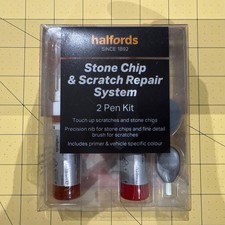 halfords
SINCE 1892
Stone Chip
& Scratch Repair
System
2 Pen Kit
Touch up scratches and stone chips
Precision nib for stone chips and fine detail
brush for scratches
Includes primer & vehicle specific colour